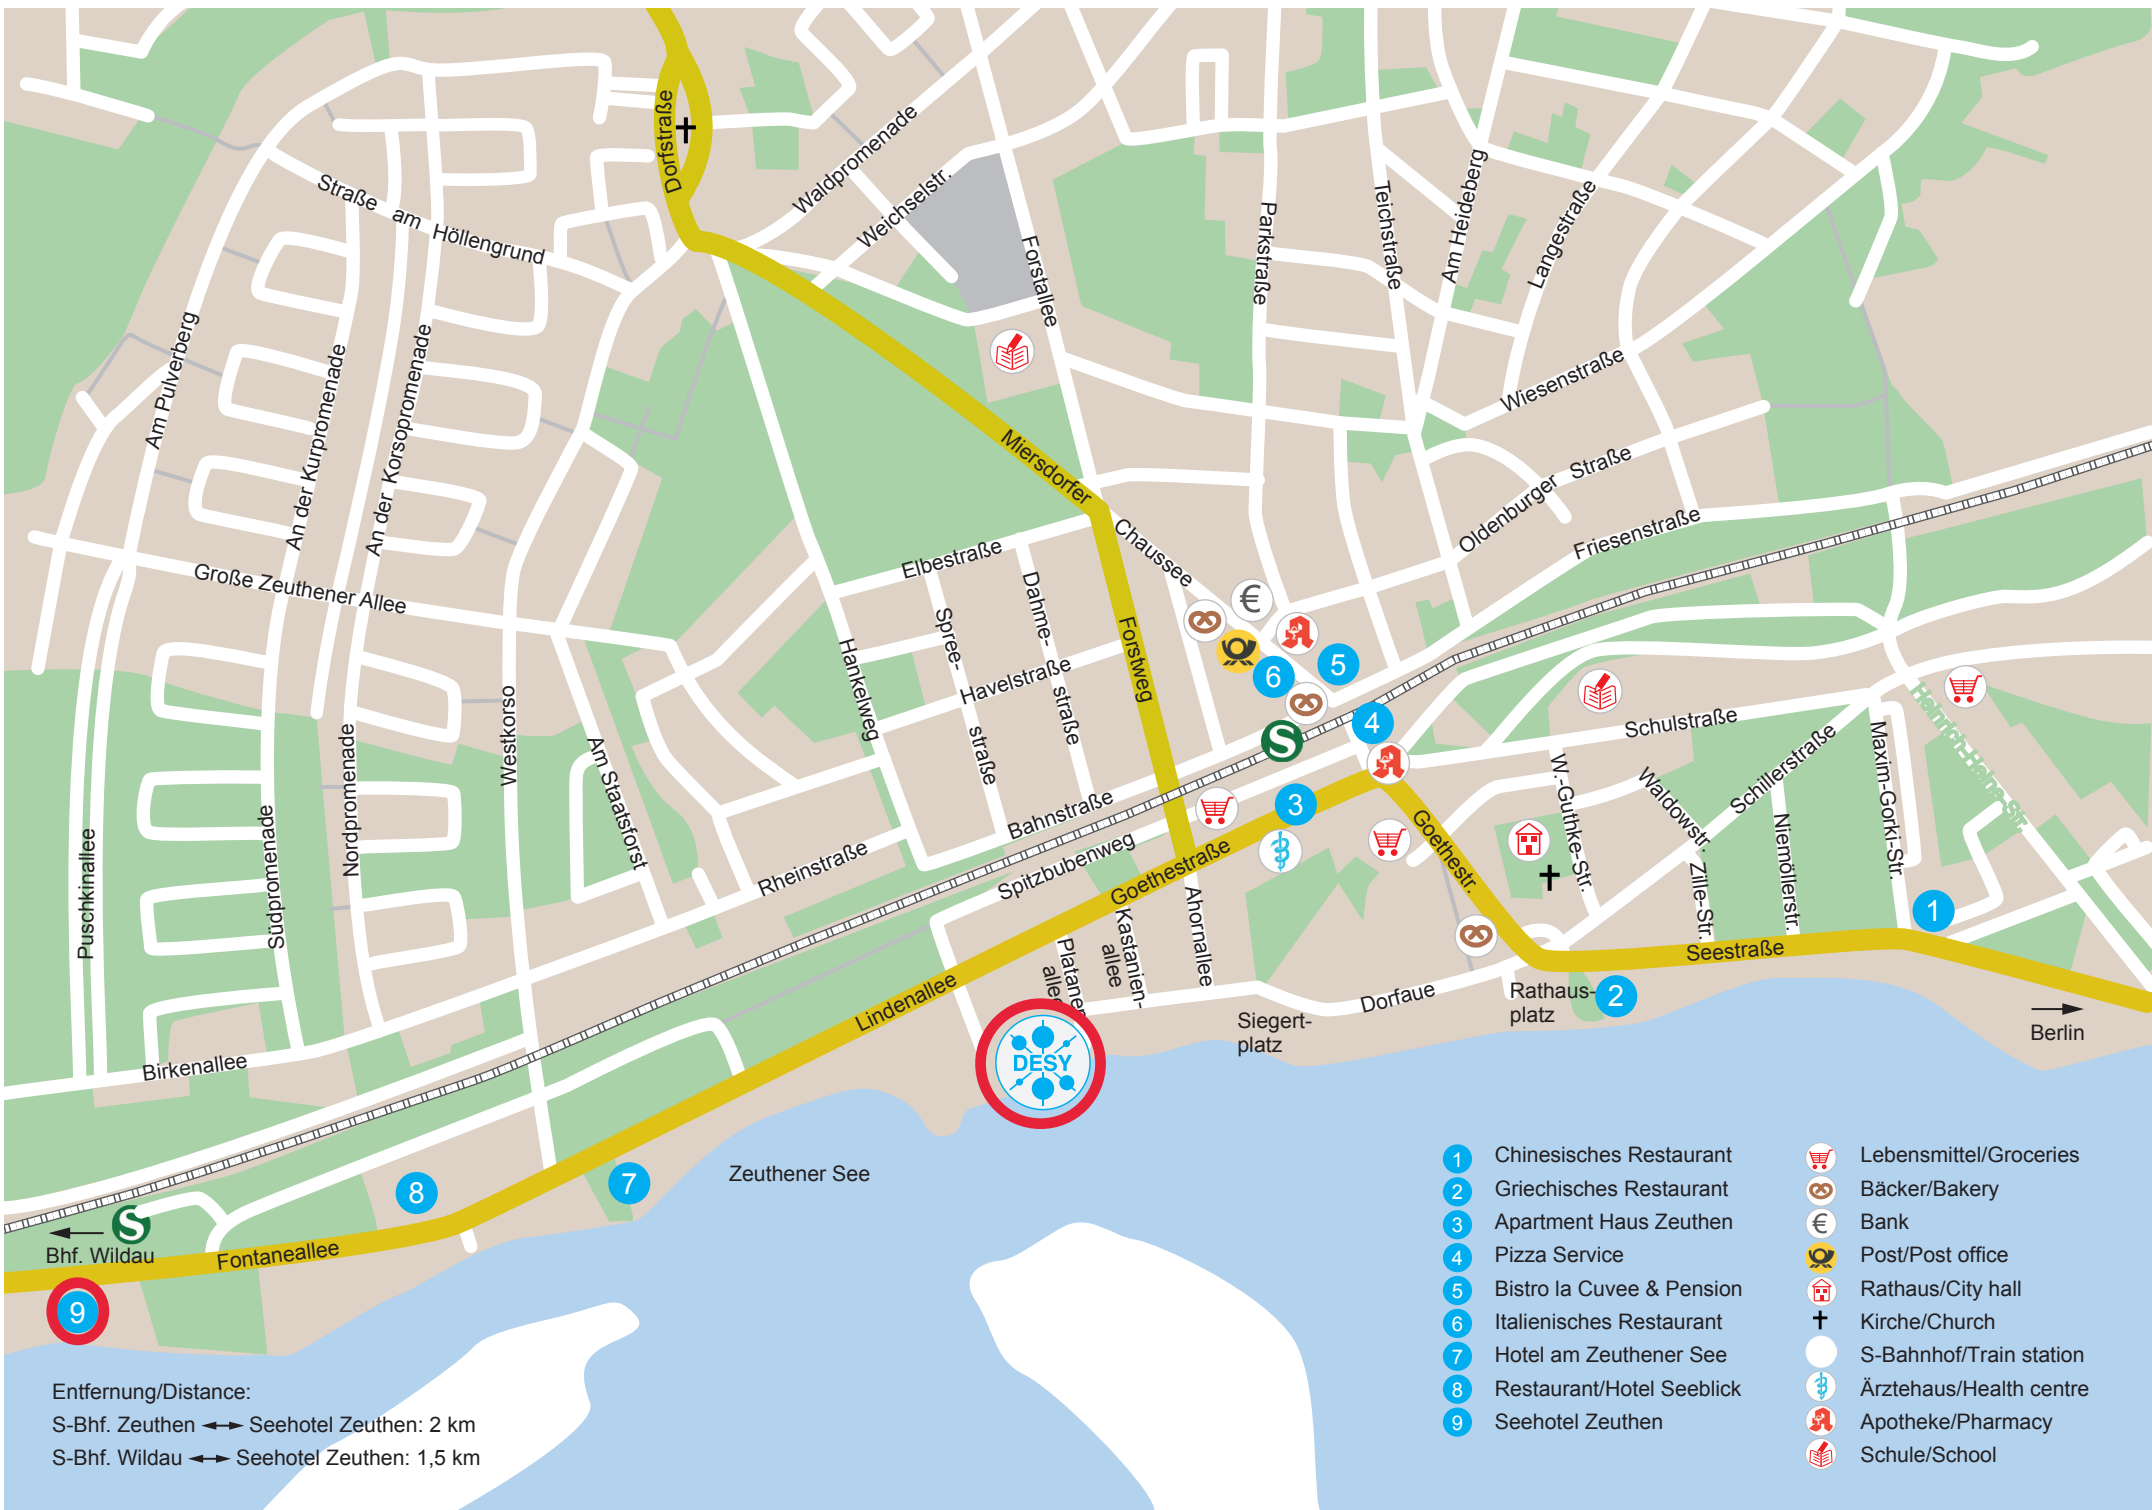 Dorfstraße
Waldpromenade
Weichselstr.
Straße am Höllengrund
Forstallee
Parkstraße
Teichstraße
Am Heideberg
Langestraße
Am Pulverberg
An der Kurpromenade
An der Korsopromenade
Wiesenstraße
Miersdorfer
Chaussee
Oldenburger Straße
Friesenstraße
Elbestraße
Große Zeuthener Allee
Dahme-
straße
Spree-
straße
Havelstraße
Hankelweg
Forstweg
€
5
6
4
S
3
Schulstraße
Heinrich-Heine-Str.
Westkorso
Am Staatsforst
Nordpromenade
Südpromenade
Puschkinallee
Bahnstraße
Rheinstraße
Spitzbubenweg
Goethestraße
Goethestr.
W.-Guthke-Str.
Waldowstr.
Schillerstraße
Maxim-Gorki-Str.
Zille-Str.
Niemöllerstr.
1
Ahornallee
Kastanien-
allee
Platanen
allee
Lindenallee
Seestraße
Dorfaue
Siegert-
platz
Rathaus-
platz
2
Berlin
DESY
Birkenallee
Zeuthener See
7
8
S
Bhf. Wildau
Fontaneallee
9
Entfernung/Distance:
S-Bhf. Zeuthen ↔ Seehotel Zeuthen: 2 km
S-Bhf. Wildau ↔ Seehotel Zeuthen: 1,5 km
1 Chinesisches Restaurant
2 Griechisches Restaurant
3 Apartment Haus Zeuthen
4 Pizza Service
5 Bistro la Cuvee & Pension
6 Italienisches Restaurant
7 Hotel am Zeuthener See
8 Restaurant/Hotel Seeblick
9 Seehotel Zeuthen
Lebensmittel/Groceries
Bäcker/Bakery
€ Bank
Post/Post office
Rathaus/City hall
Kirche/Church
S-Bahnhof/Train station
Ärztehaus/Health centre
Apotheke/Pharmacy
Schule/School